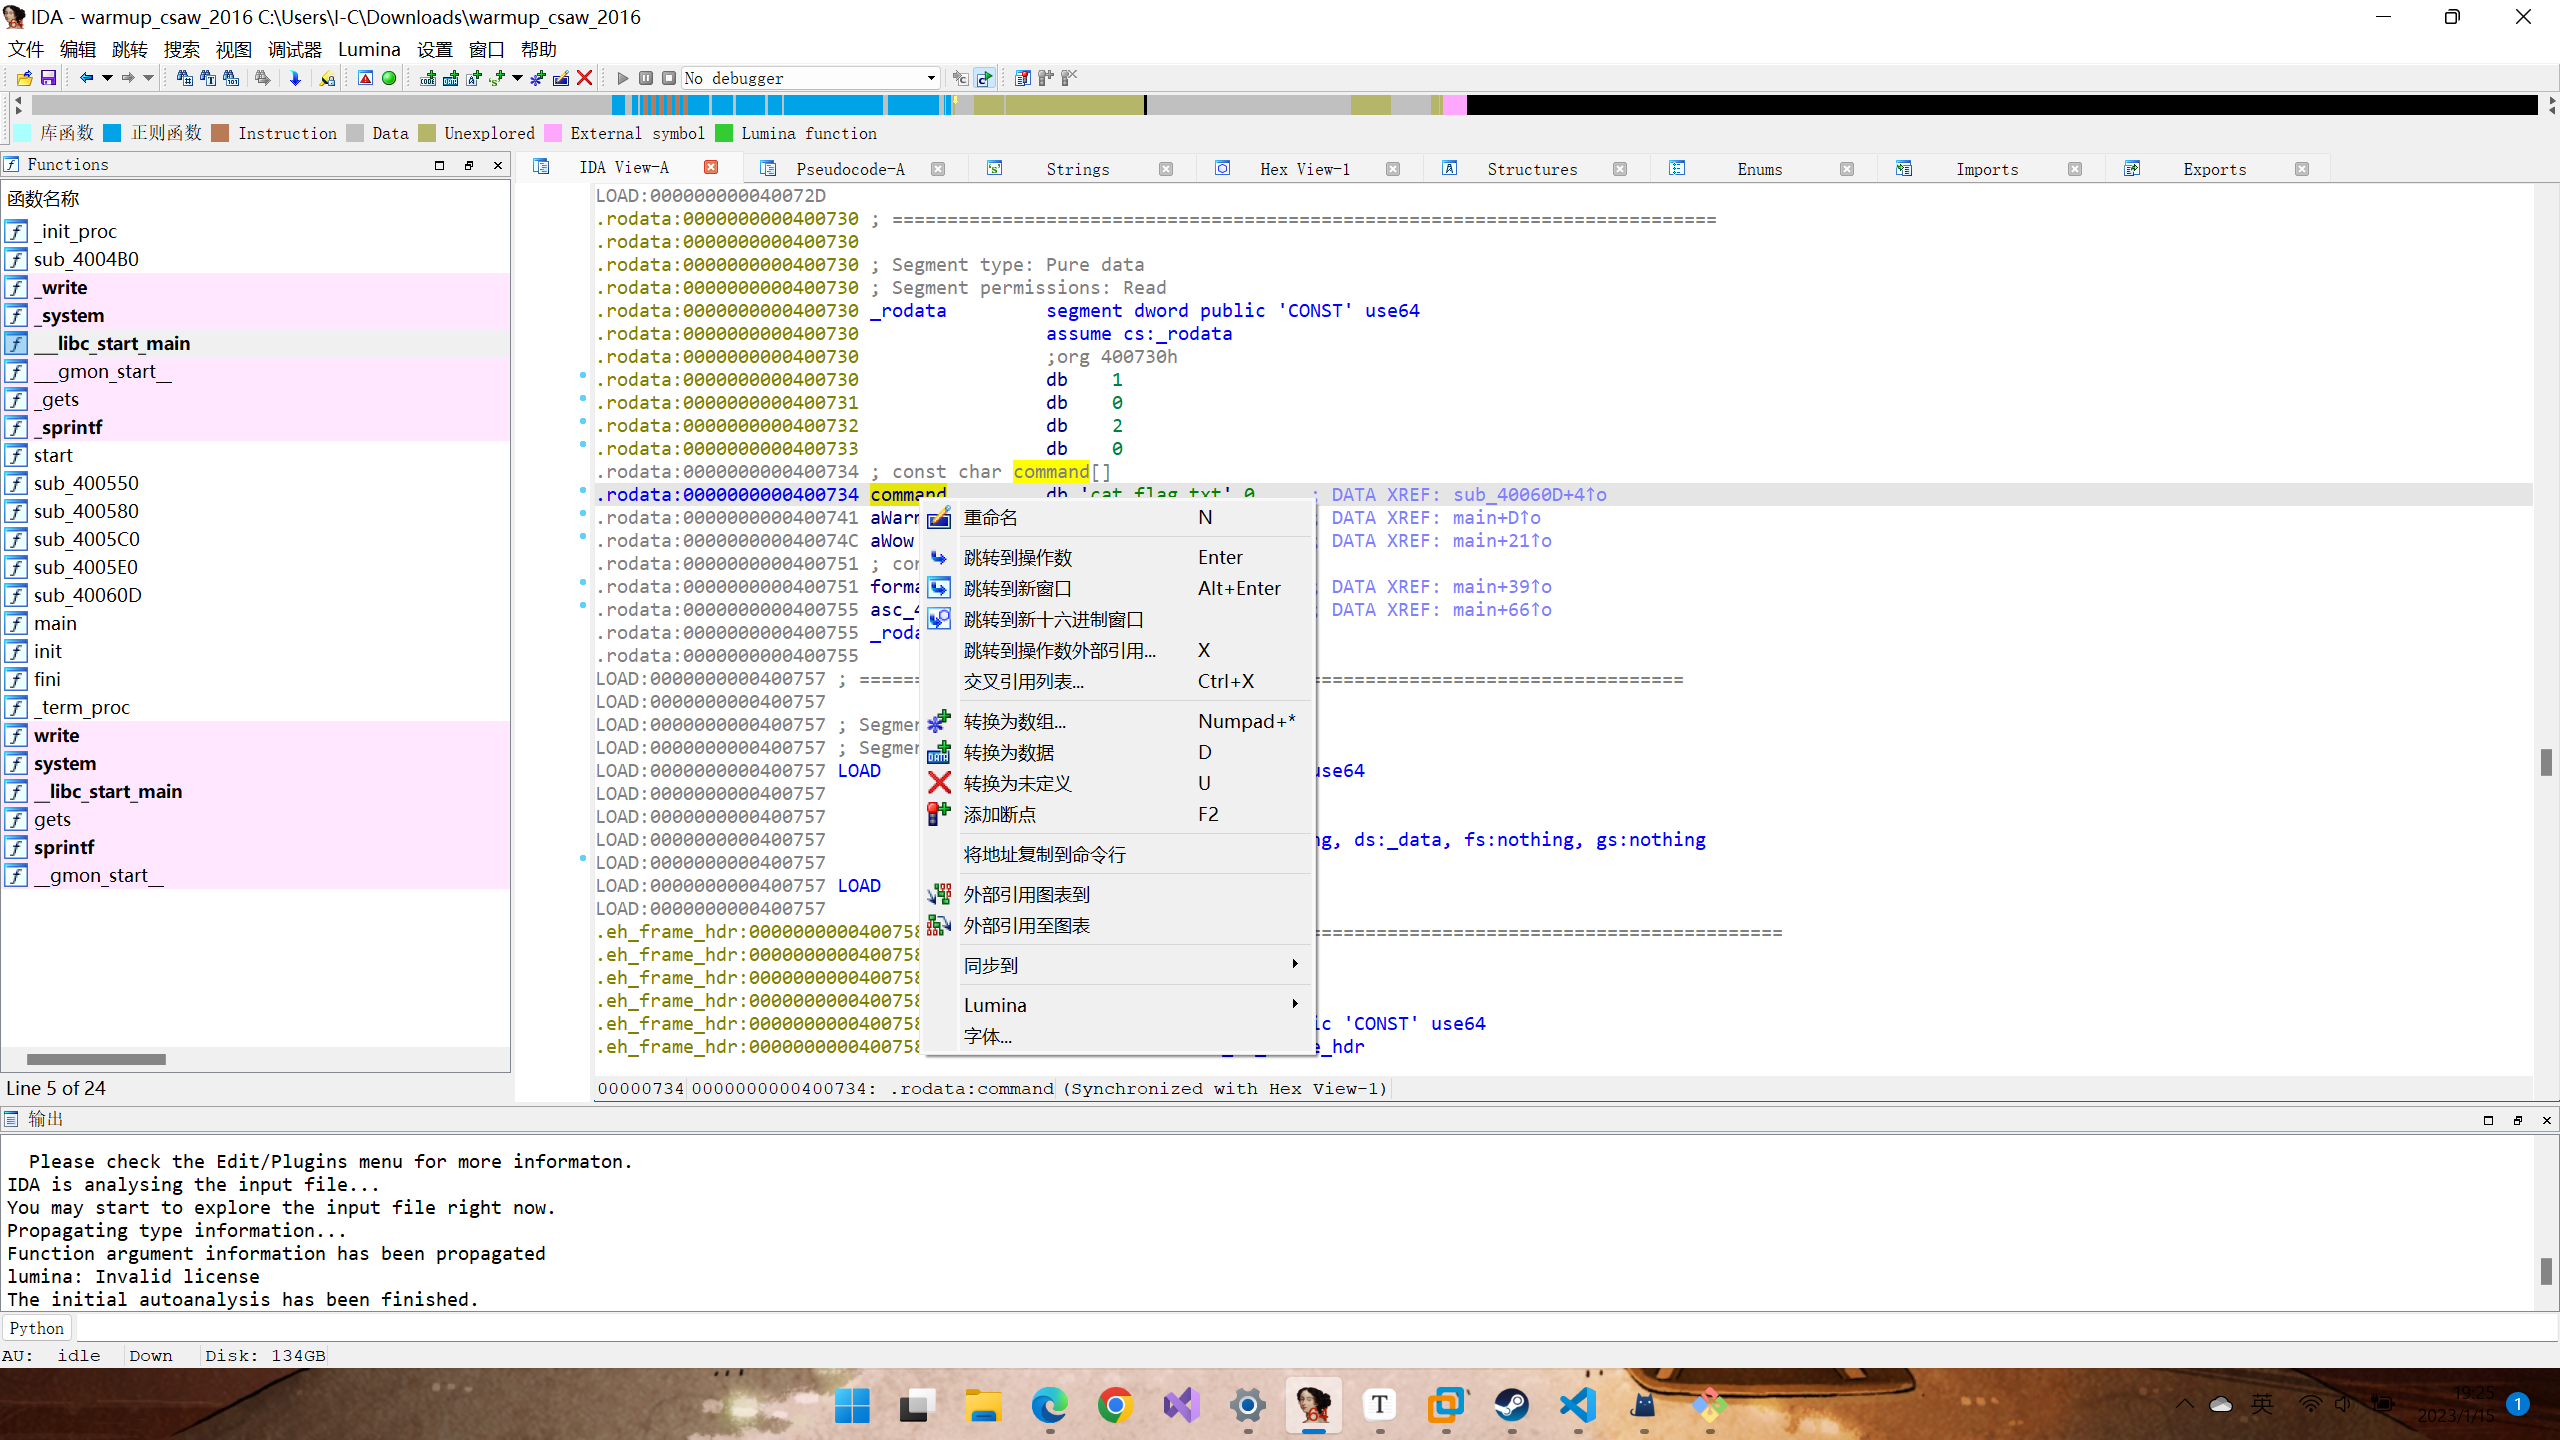 IDA - warmup_csaw_2016 C:\Users\I-C\Downloads\warmup_csaw_2016
文件 编辑 跳转 搜索 视图 调试器 Lumina 设置 窗口 帮助
No debugger
库函数 正则函数 Instruction Data Unexplored External symbol Lumina function
Functions
函数名称
_init_proc
sub_4004B0
_write
_system
___libc_start_main
___gmon_start__
_gets
_sprintf
start
sub_400550
sub_400580
sub_4005C0
sub_4005E0
sub_40060D
main
init
fini
_term_proc
write
system
__libc_start_main
gets
sprintf
__gmon_start__
Line 5 of 24
IDA View-A Pseudocode-A Strings Hex View-1 Structures Enums Imports Exports
LOAD:000000000040072D
.rodata:0000000000400730 ; ===========================================================================
.rodata:0000000000400730
.rodata:0000000000400730 ; Segment type: Pure data
.rodata:0000000000400730 ; Segment permissions: Read
.rodata:0000000000400730 _rodata segment dword public 'CONST' use64
.rodata:0000000000400730 assume cs:_rodata
.rodata:0000000000400730 ;org 400730h
.rodata:0000000000400730 db 1
.rodata:0000000000400731 db 0
.rodata:0000000000400732 db 2
.rodata:0000000000400733 db 0
.rodata:0000000000400734 ; const char command[]
.rodata:0000000000400734 command db 'cat flag.txt',0 ; DATA XREF: sub_40060D+4↑o
.rodata:0000000000400741 aWarn ; DATA XREF: main+D↑o
.rodata:000000000040074C aWow ; DATA XREF: main+21↑o
.rodata:0000000000400751 ; con
.rodata:0000000000400751 forma ; DATA XREF: main+39↑o
.rodata:0000000000400755 asc_4 ; DATA XREF: main+66↑o
.rodata:0000000000400755 _roda
.rodata:0000000000400755
LOAD:0000000000400757 ; ===========================================================================
LOAD:0000000000400757
LOAD:0000000000400757 ; Segmen
LOAD:0000000000400757 ; Segmen
LOAD:0000000000400757 LOAD use64
LOAD:0000000000400757
LOAD:0000000000400757
LOAD:0000000000400757 ng, ds:_data, fs:nothing, gs:nothing
LOAD:0000000000400757
LOAD:0000000000400757 LOAD
LOAD:0000000000400757
.eh_frame_hdr:0000000000400758 ==========================================
.eh_frame_hdr:0000000000400758
.eh_frame_hdr:0000000000400758
.eh_frame_hdr:0000000000400758
.eh_frame_hdr:0000000000400758 ic 'CONST' use64
.eh_frame_hdr:0000000000400758 e_hdr
重命名 N
跳转到操作数 Enter
跳转到新窗口 Alt+Enter
跳转到新十六进制窗口
跳转到操作数外部引用... X
交叉引用列表... Ctrl+X
转换为数组... Numpad+*
转换为数据 D
转换为未定义 U
添加断点 F2
将地址复制到命令行
外部引用图表到
外部引用至图表
同步到
Lumina
字体...
00000734 0000000000400734: .rodata:command (Synchronized with Hex View-1)
输出
Please check the Edit/Plugins menu for more informaton.
IDA is analysing the input file...
You may start to explore the input file right now.
Propagating type information...
Function argument information has been propagated
lumina: Invalid license
The initial autoanalysis has been finished.
Python
AU: idle Down Disk: 134GB
64
T
英
19:25
2023/1/15
1